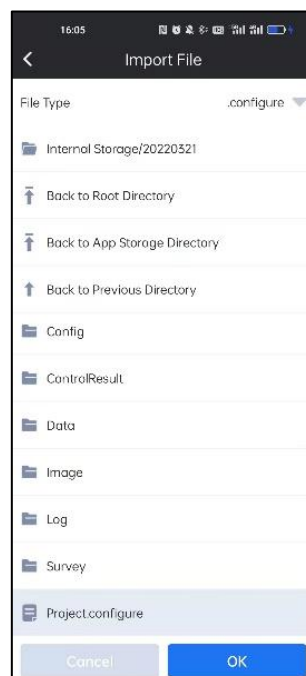 16:05
Import File
File Type .configure
Internal Storage/20220321
Back to Root Directory
Back to App Storage Directory
Back to Previous Directory
Config
ControlResult
Data
Image
Log
Survey
Project.configure
Cancel OK